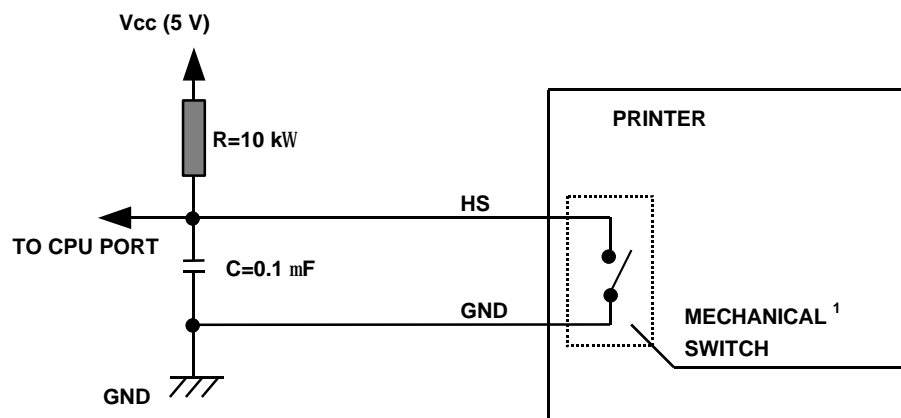 Vcc (5 V)
PRINTER
R=10 kW
HS
TO CPU PORT
C=0.1 mF
GND
MECHANICAL 1
SWITCH
GND